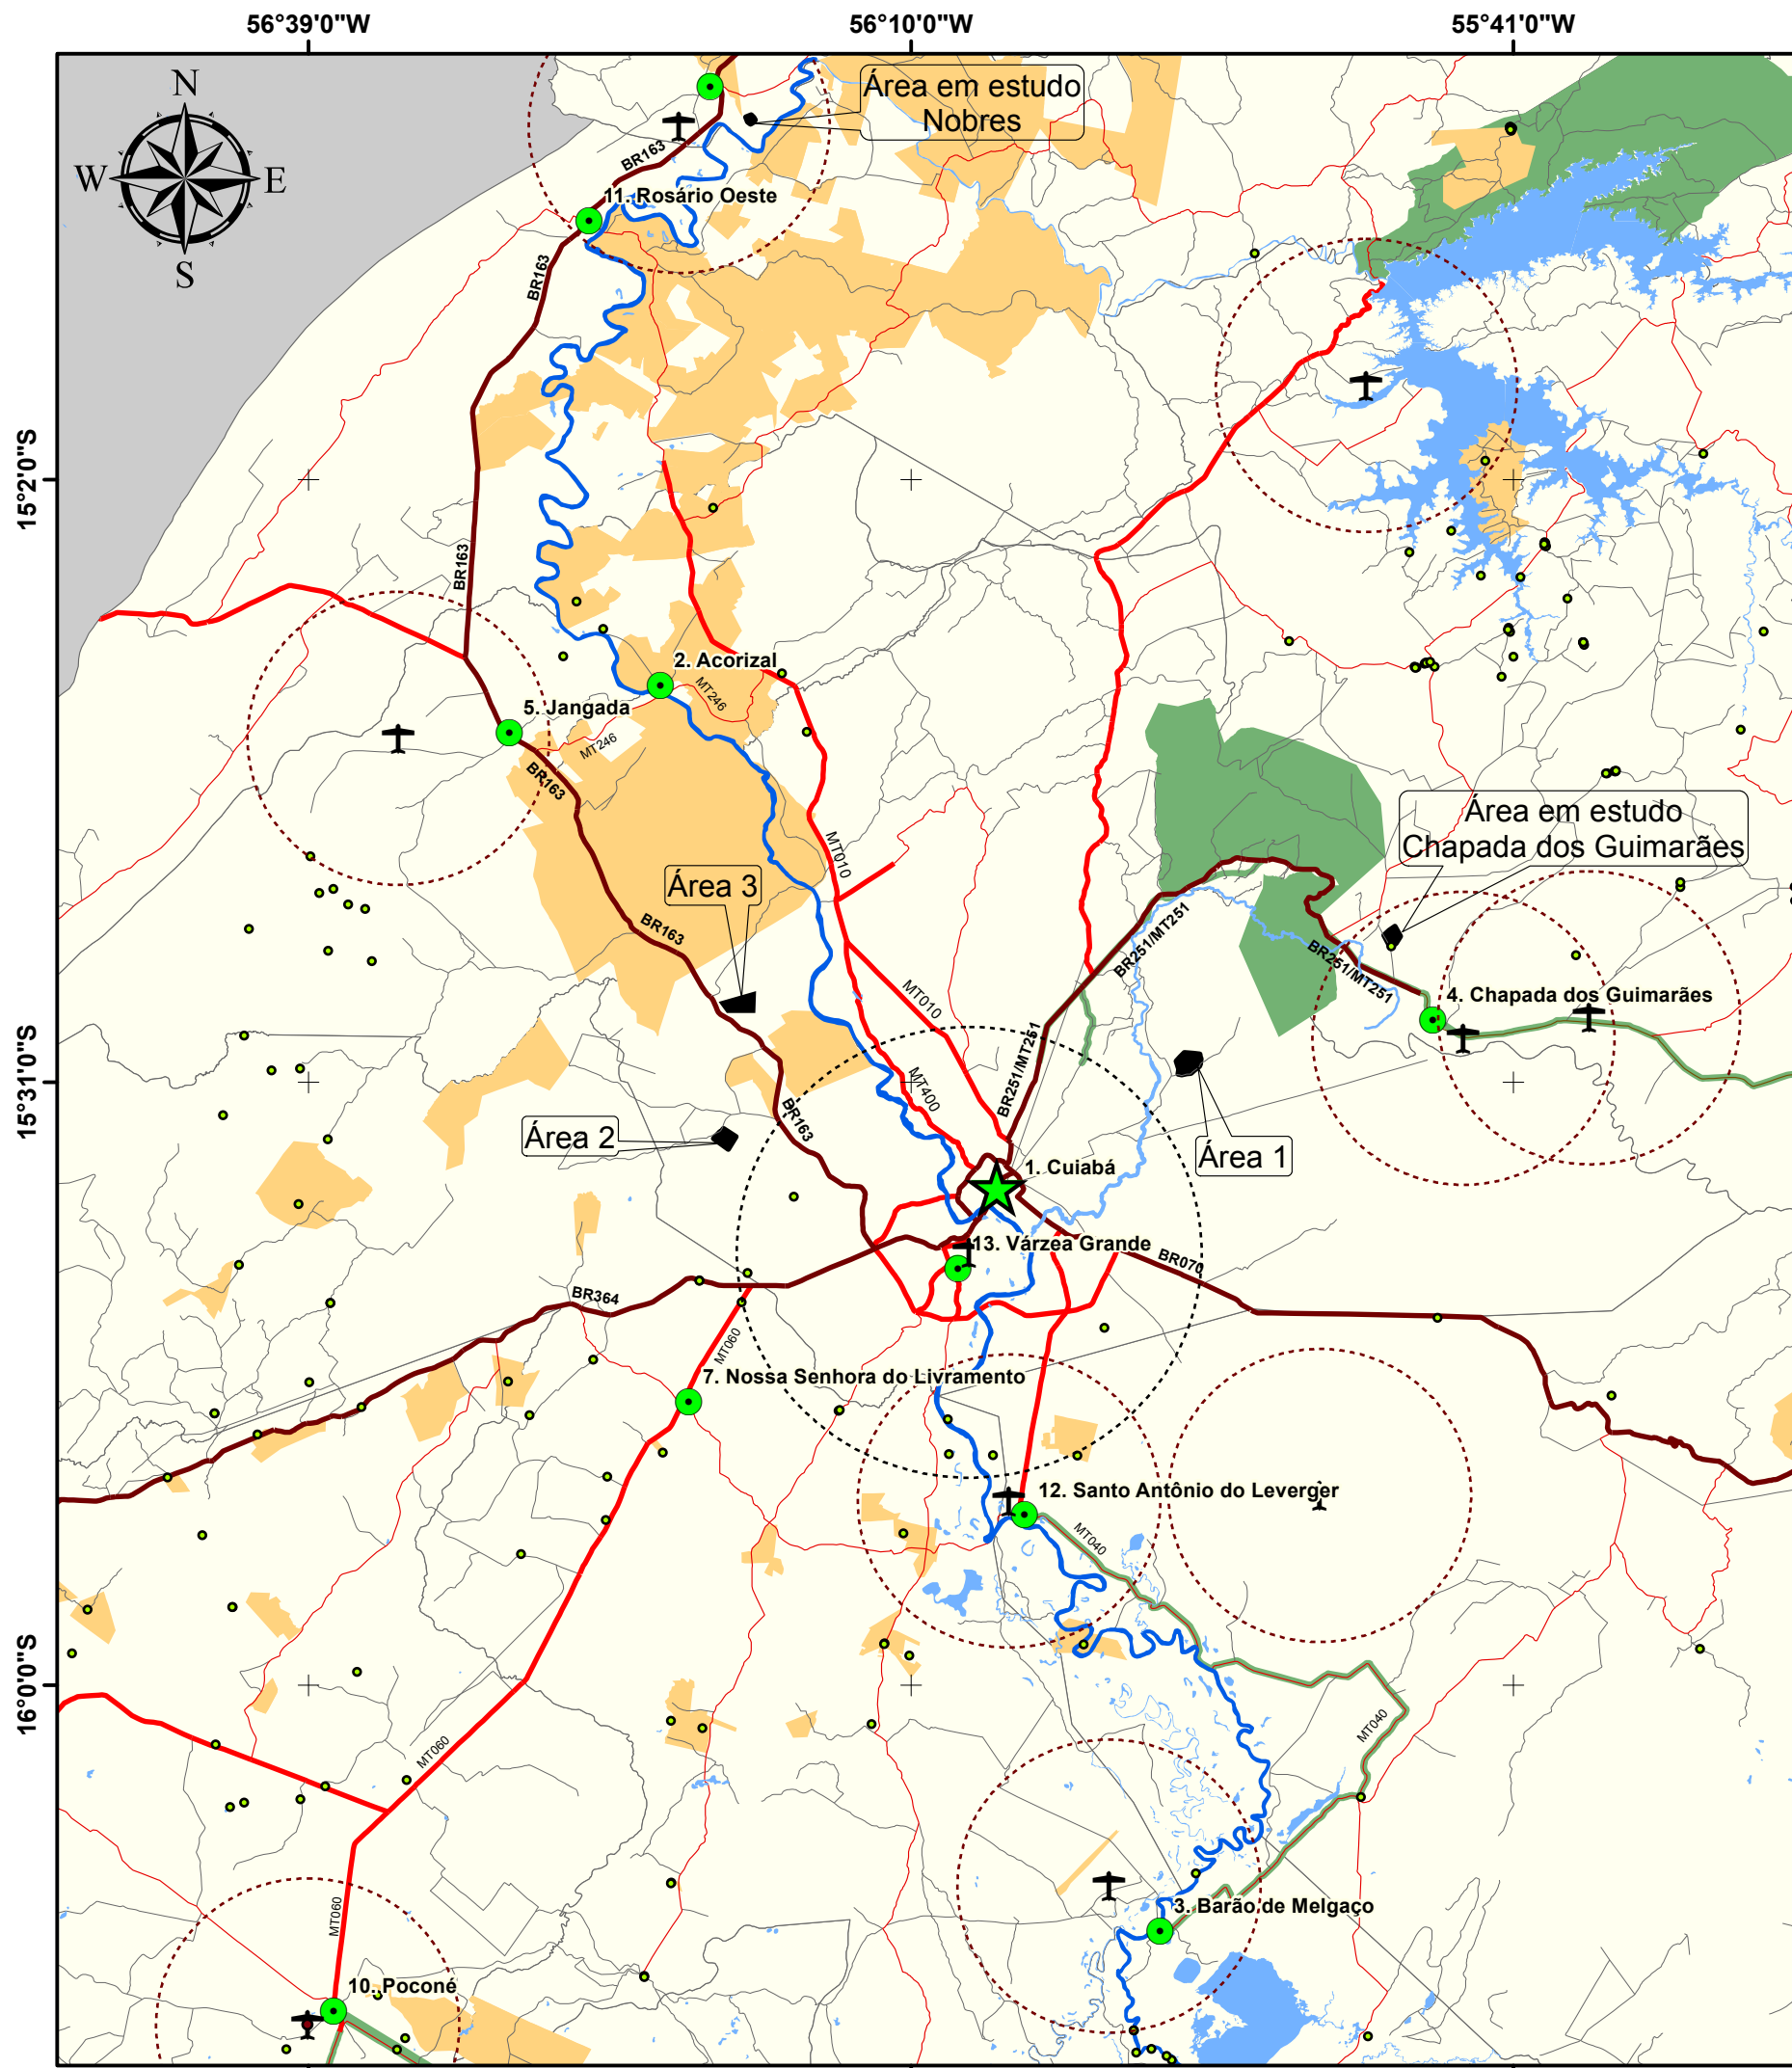 56°39'0"W
56°10'0"W
55°41'0"W
N
W
E
S
Área em estudo
Nobres
BR163
11. Rosário Oeste
BR163
15°2'0"S
BR163
2. Acorizal
MT246
5. Jangada
MT246
BR163
Área em estudo
Chapada dos Guimarães
MT010
Área 3
BR163
BR251/MT251
BR251/MT251
4. Chapada dos Guimarães
MT010
15°31'0"S
BR251/MT251
MT400
BR163
Área 2
Área 1
1. Cuiabá
13. Várzea Grande
BR070
BR364
MT060
7. Nossa Senhora do Livramento
12. Santo Antônio do Leverger
MT040
16°0'0"S
MT040
MT060
MT060
3. Barão de Melgaço
10. Poconé